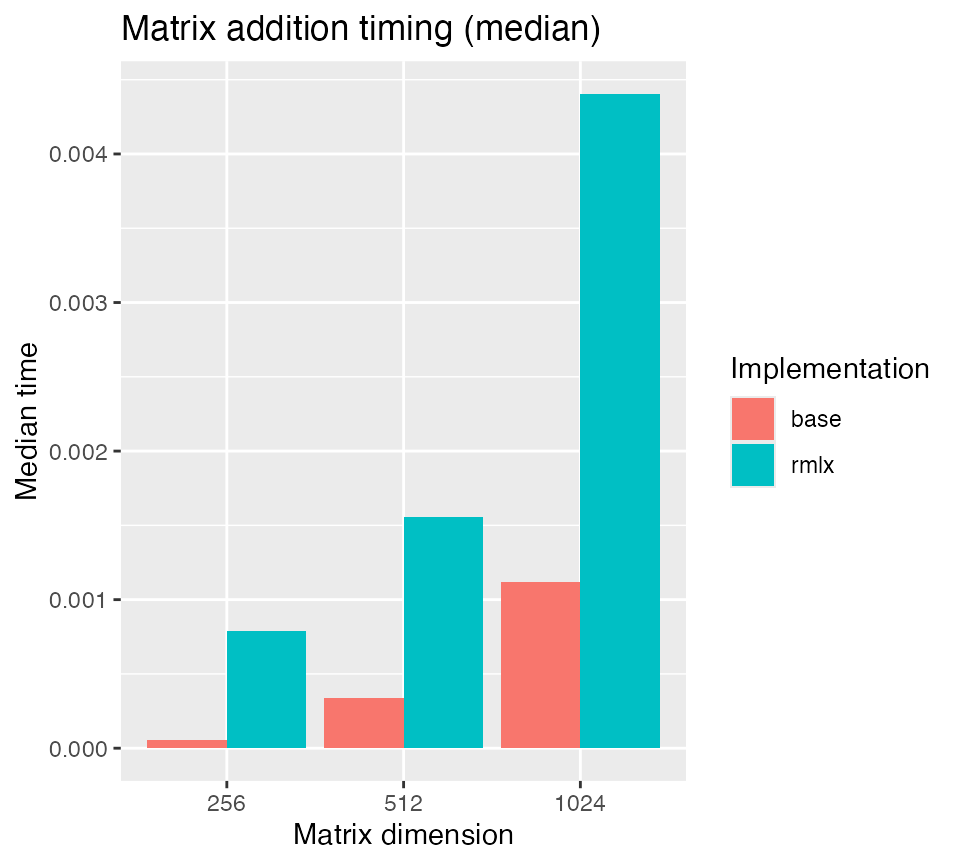 Matrix addition timing (median)
Median time
0.004
0.003
0.002
0.001
0.000
256
512
1024
Matrix dimension
Implementation
base
rmlx